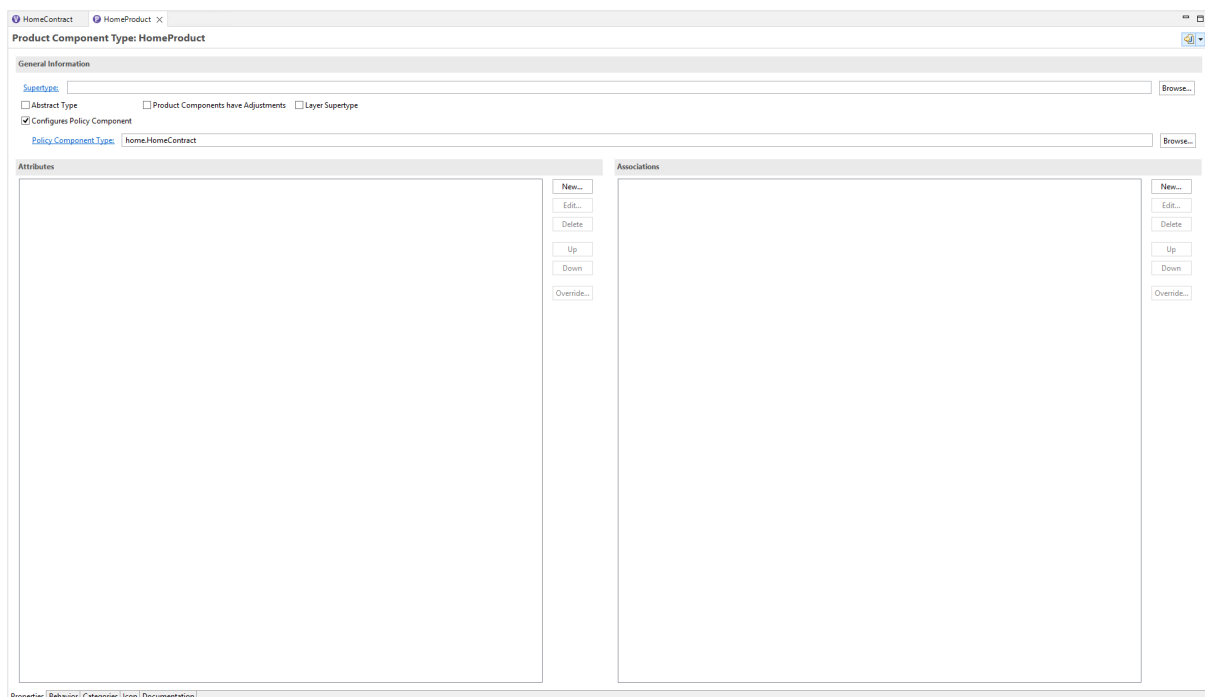 HomeContract HomeProduct
Product Component Type: HomeProduct
General Information
Supertype: Browse...
Abstract Type Product Components have Adjustments Layer Supertype
Configures Policy Component
Policy Component Type: home.HomeContract Browse...
Attributes Associations
New... New...
Edit... Edit...
Delete Delete
Up Up
Down Down
Override... Override...
Properties Behavior Categories Icon Documentation